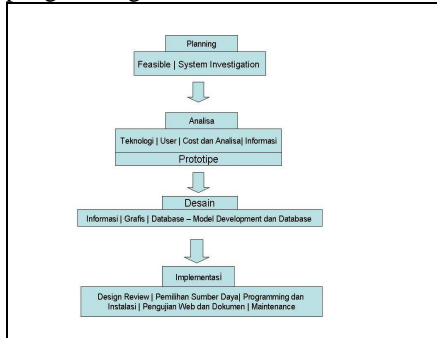 Planning
Feasible | System Investigation
Analisa
Teknologi | User | Cost dan Analisa| Informasi
Prototipe
Desain
Informasi | Grafis | Database – Model Development dan Database
Implementasi
Design Review | Pemilihan Sumber Daya| Programming dan
Instalasi | Pengujian Web dan Dokumen | Maintenance